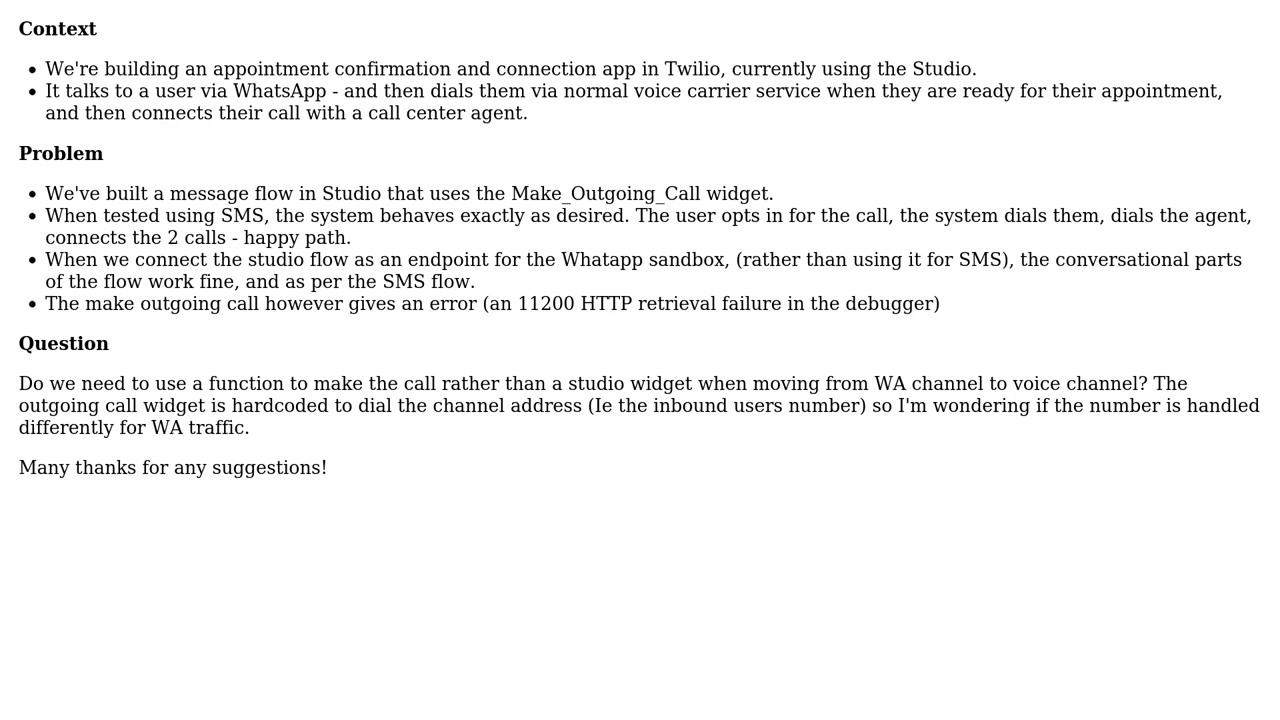 Context
• We're building an appointment confirmation and connection app in Twilio, currently using the Studio.
• It talks to a user via WhatsApp - and then dials them via normal voice carrier service when they are ready for their appointment,
and then connects their call with a call center agent.
Problem
• We've built a message flow in Studio that uses the Make_Outgoing_Call widget.
• When tested using SMS, the system behaves exactly as desired. The user opts in for the call, the system dials them, dials the agent,
connects the 2 calls - happy path.
• When we connect the studio flow as an endpoint for the Whatapp sandbox, (rather than using it for SMS), the conversational parts
of the flow work fine, and as per the SMS flow.
• The make outgoing call however gives an error (an 11200 HTTP retrieval failure in the debugger)
Question
Do we need to use a function to make the call rather than a studio widget when moving from WA channel to voice channel? The
outgoing call widget is hardcoded to dial the channel address (Ie the inbound users number) so I'm wondering if the number is handled
differently for WA traffic.
Many thanks for any suggestions!